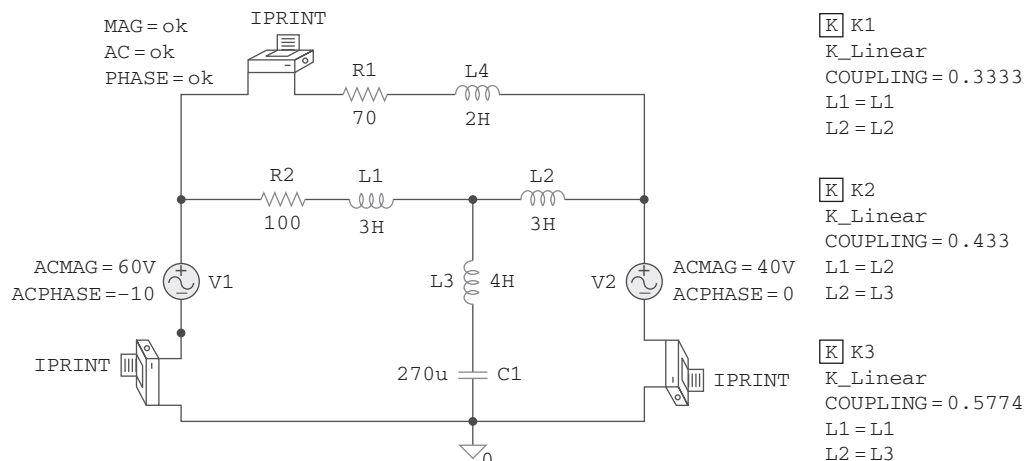 MAG=ok
AC=ok
PHASE=ok
IPRINT
R1
70
L4
2H
R2
100
L1
3H
L2
3H
ACMAG=60V
ACPHASE=−10
V1
L3 4H
V2
ACMAG=40V
ACPHASE=0
IPRINT
270u C1
IPRINT
0
K K1
K_Linear
COUPLING=0.3333
L1=L1
L2=L2
K K2
K_Linear
COUPLING=0.433
L1=L2
L2=L3
K K3
K_Linear
COUPLING=0.5774
L1=L1
L2=L3